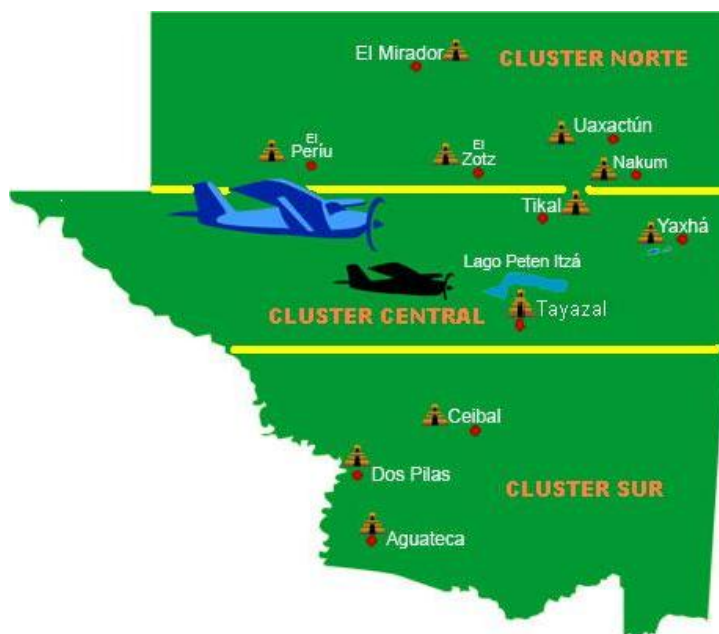 El Mirador
CLUSTER NORTE
Uaxactún
El
Períu
El
Zotz
Nakum
Tikal
Yaxhá
Lago Peten Itzá
CLUSTER CENTRAL
Tayazal
Ceibal
Dos Pilas
CLUSTER SUR
Aguateca